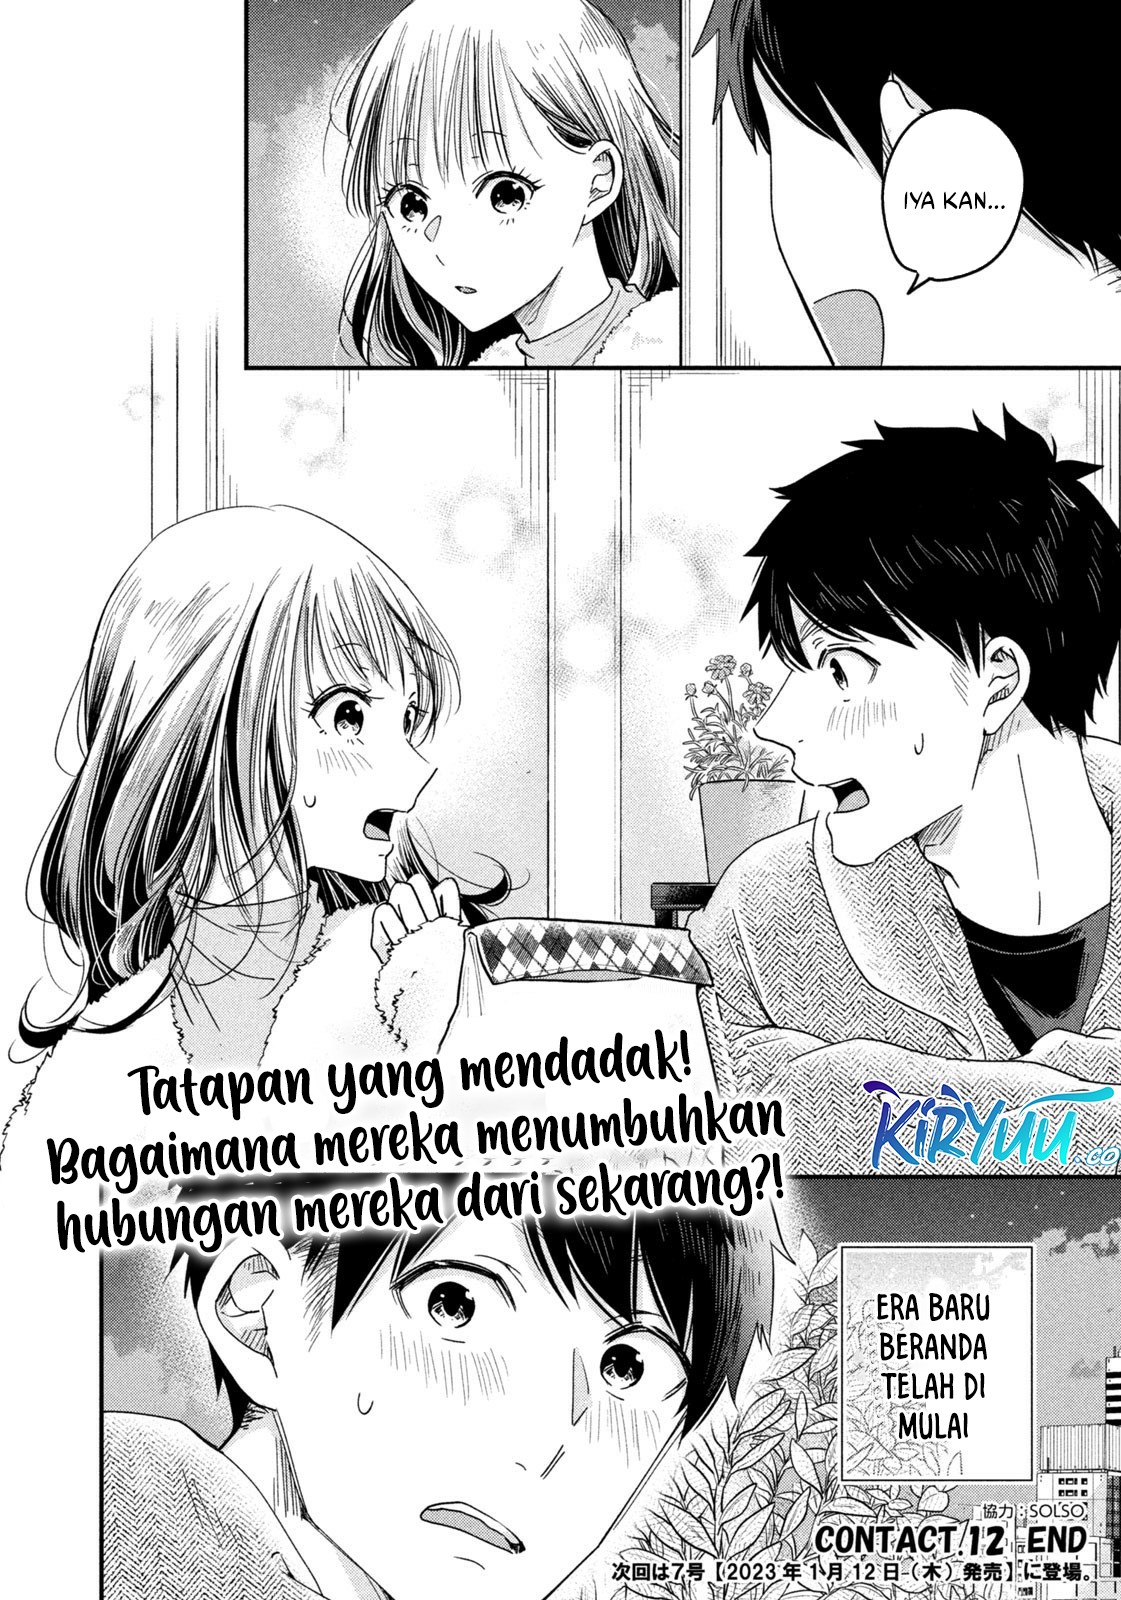 IYA KAN...
Tatapan yang mendadak!
Bagaimana mereka menumbuhkan
hubungan mereka dari sekarang?!
KIRYUU.co
ERA BARU
BERANDA
TELAH DI
MULAI
協力：SOLSO
CONTACT.12 END
次回は7号【2023年1月12日（木）発売】に登場。